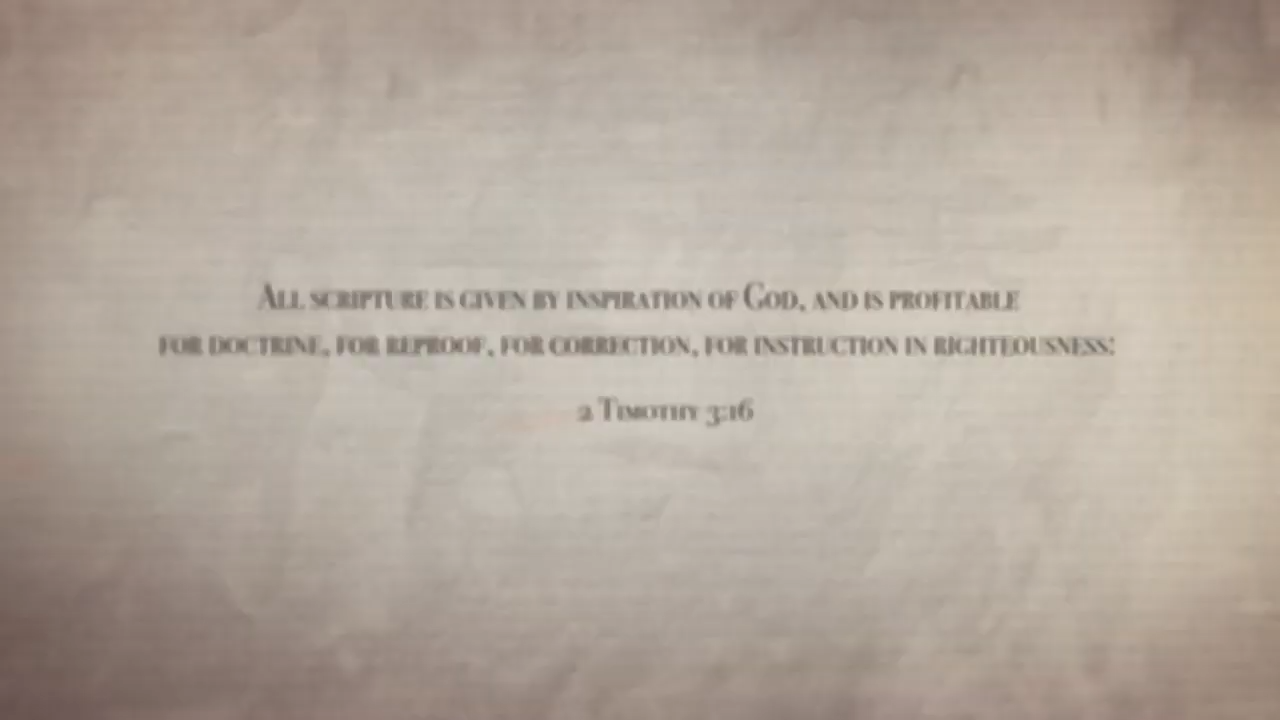 All scripture is given by inspiration of God, and is profitable
for doctrine, for reproof, for correction, for instruction in righteousness:
2 Timothy 3:16